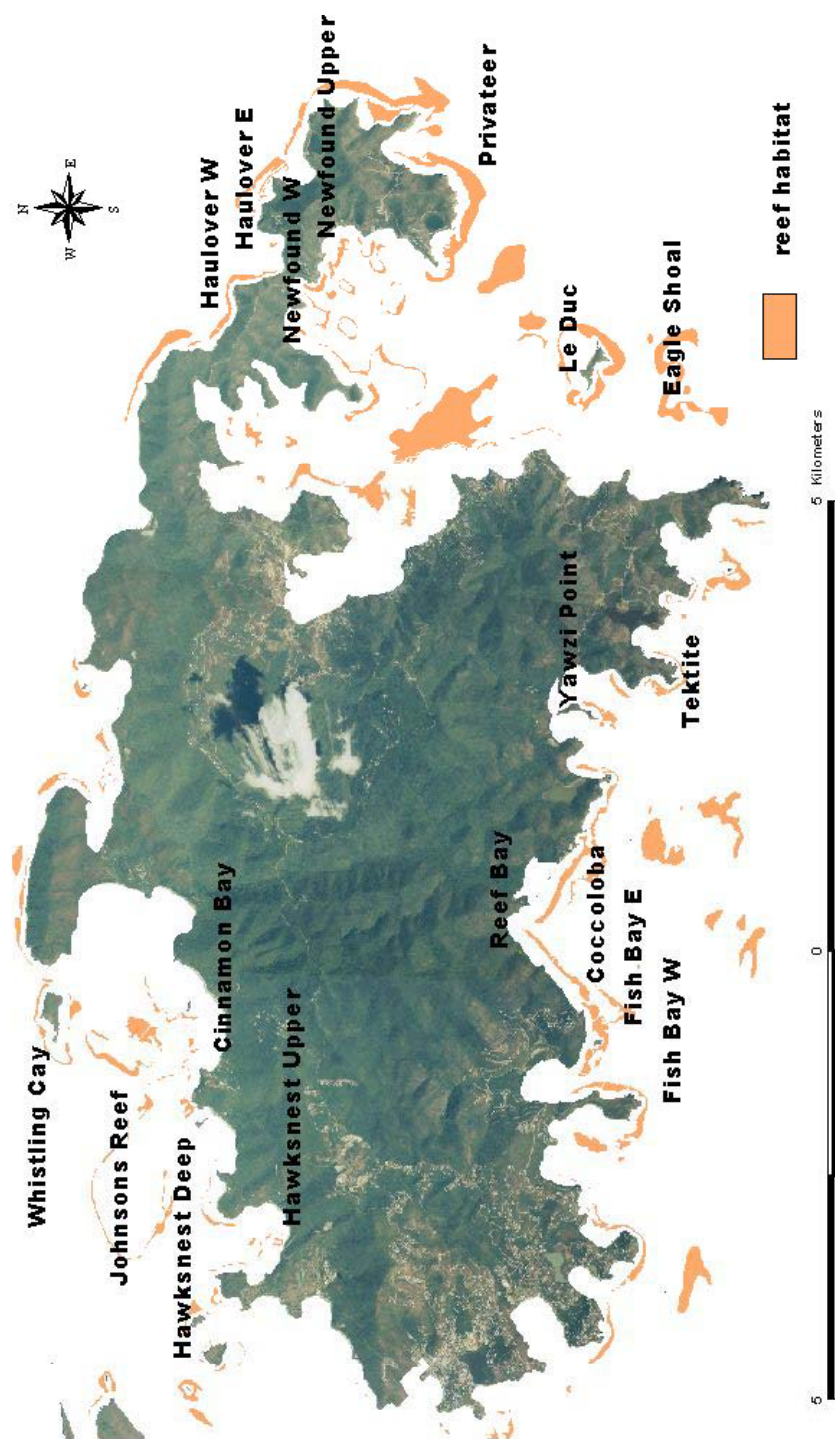 N
W
E
S
Whistling Cay
Johnsons Reef
Hawksnest Deep
Cinnamon Bay
Hawksnest Upper
Haulover W
Haulover E
Newfound W
Newfound Upper
Privateer
Le Duc
Eagle Shoal
Reef Bay
Yawzi Point
Coccoloba
Fish Bay E
Fish Bay W
Tektite
reef habitat
5
0
5 Kilometers